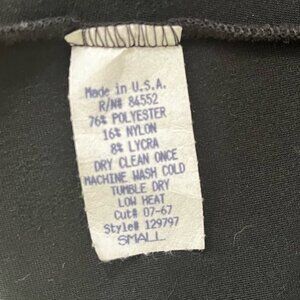 Made in U.S.A.
R/N# 84552
76% POLYESTER
16% NYLON
8% LYCRA
DRY CLEAN ONCE
MACHINE WASH COLD
TUMBLE DRY
LOW HEAT
Cut# 07-67
Style# 129797
SMALL